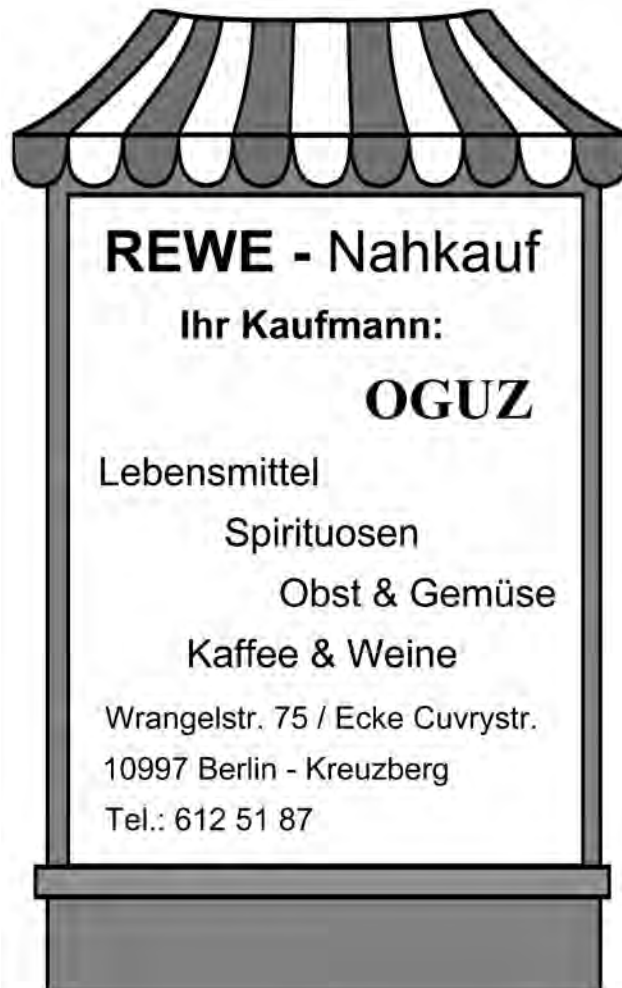 REWE - Nahkauf
Ihr Kaufmann:
OGUZ
Lebensmittel
Spirituosen
Obst & Gemüse
Kaffee & Weine
Wrangelstr. 75 / Ecke Cuvrystr.
10997 Berlin - Kreuzberg
Tel.: 612 51 87